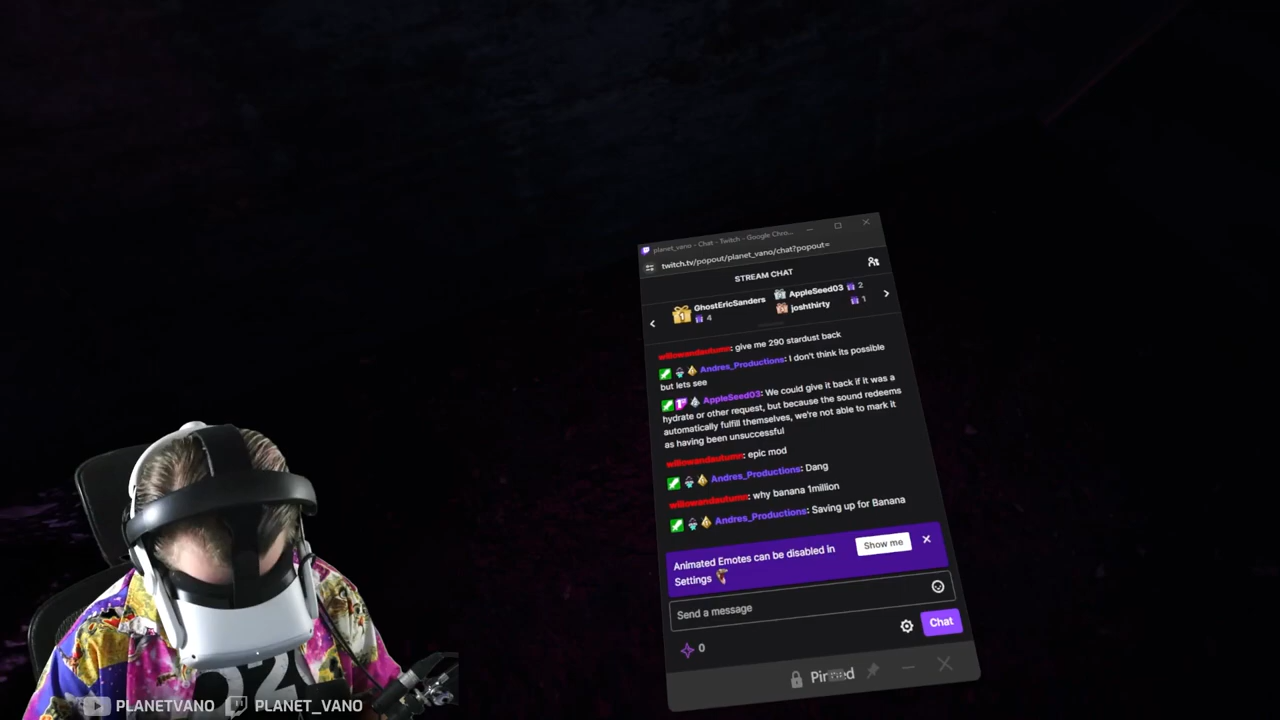 planet_vano - Chat - Twitch - Google Chro...
twitch.tv/popout/planet_vano/chat?popout=
STREAM CHAT
1 GhostEricSanders 4
AppleSeed03 2
joshthirty 1
willowandautumn: give me 290 stardust back
Andres_Productions: I don't think its possible
but lets see
AppleSeed03: We could give it back if it was a
hydrate or other request, but because the sound redeems
automatically fulfill themselves, we're not able to mark it
as having been unsuccessful
willowandautumn: epic mod
Andres_Productions: Dang
willowandautumn: why banana 1million
Andres_Productions: Saving up for Banana
Animated Emotes can be disabled in
Settings
Show me
Send a message
0
Chat
Pinned
PLANETVANO
PLANET_VANO